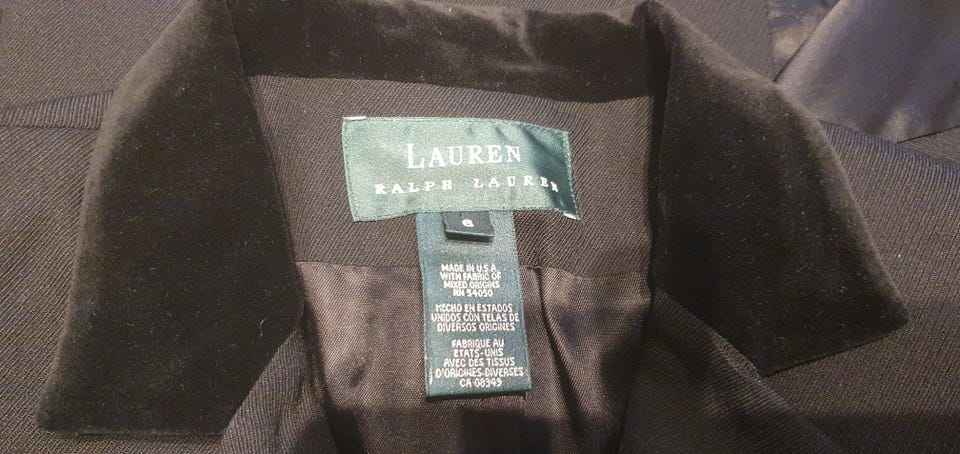 LAUREN
RALPH LAUREN
6
MADE IN U.S.A.
WITH FABRIC OF
MIXED ORIGINS
RN 54050
HECHO EN ESTADOS
UNIDOS CON TELAS DE
DIVERSOS ORIGINES
FABRIQUE AU
ETATS-UNIS
AVEC DES TISSUS
D'ORIGINES DIVERSES
CA 08949